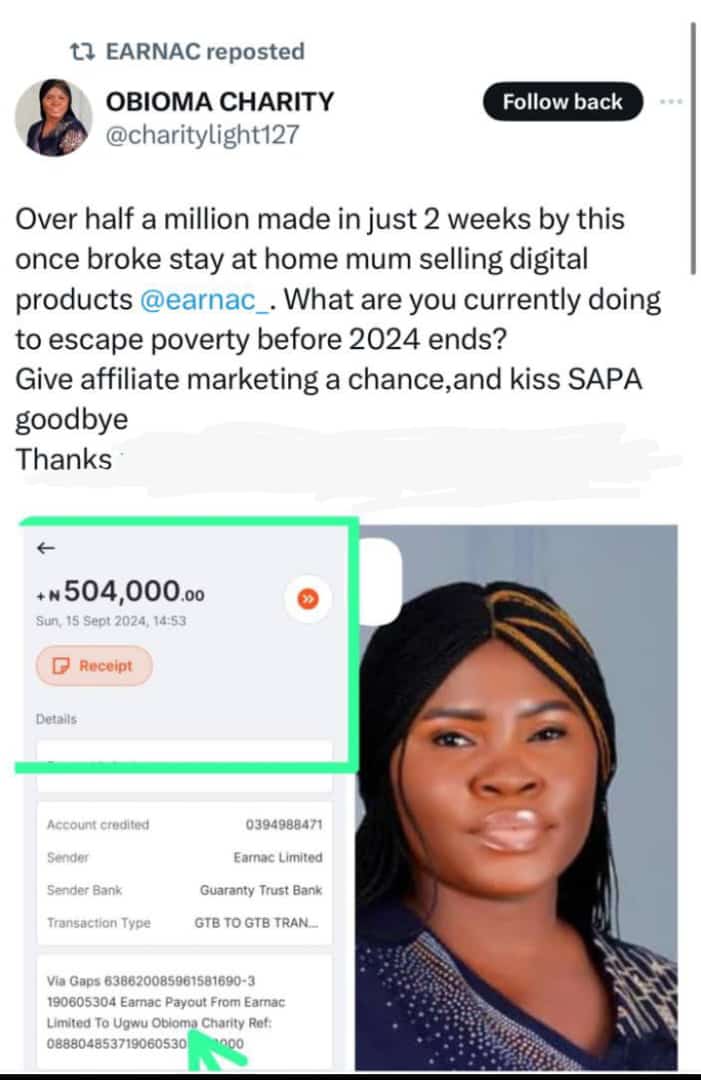 EARNAC reposted
OBIOMA CHARITY
@charitylight127
Follow back
Over half a million made in just 2 weeks by this
once broke stay at home mum selling digital
products @earnac_. What are you currently doing
to escape poverty before 2024 ends?
Give affiliate marketing a chance,and kiss SAPA
goodbye
Thanks
+₦504,000.00
Sun, 15 Sept 2024, 14:53
Receipt
Details
Account credited 0394988471
Sender Earnac Limited
Sender Bank Guaranty Trust Bank
Transaction Type GTB TO GTB TRAN...
Via Gaps 638620085961581690-3
190605304 Earnac Payout From Earnac
Limited To Ugwu Obioma Charity Ref: